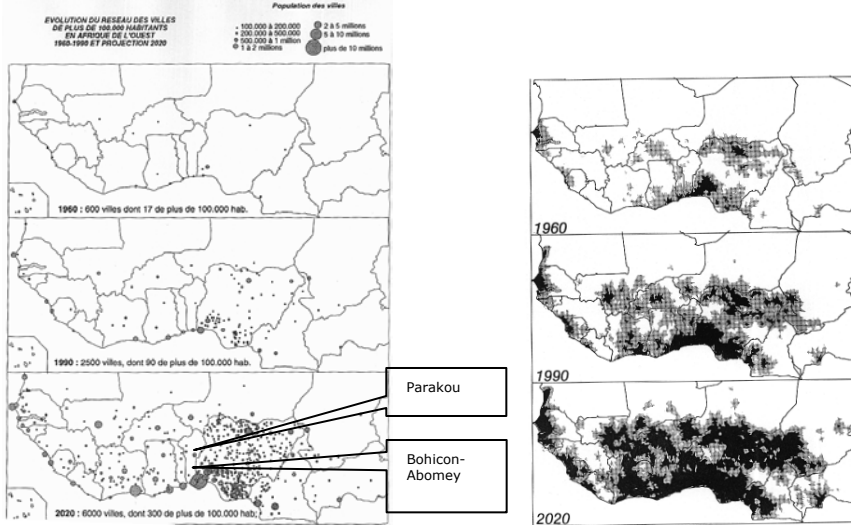 EVOLUTION DU RESEAU DES VILLES
DE PLUS DE 100.000 HABITANTS
EN AFRIQUE DE L'OUEST
1960-1990 ET PROJECTION 2020
Population des villes
100.000 à 200.000
200.000 à 500.000
500.000 à 1 million
1 à 2 millions
2 à 5 millions
5 à 10 millions
plus de 10 millions
1960 : 600 villes dont 17 de plus de 100.000 hab.
1990 : 2500 villes, dont 90 de plus de 100.000 hab.
2020 : 6000 villes, dont 300 de plus de 100.000 hab.
Parakou
Bohicon-
Abomey
1960
1990
2020